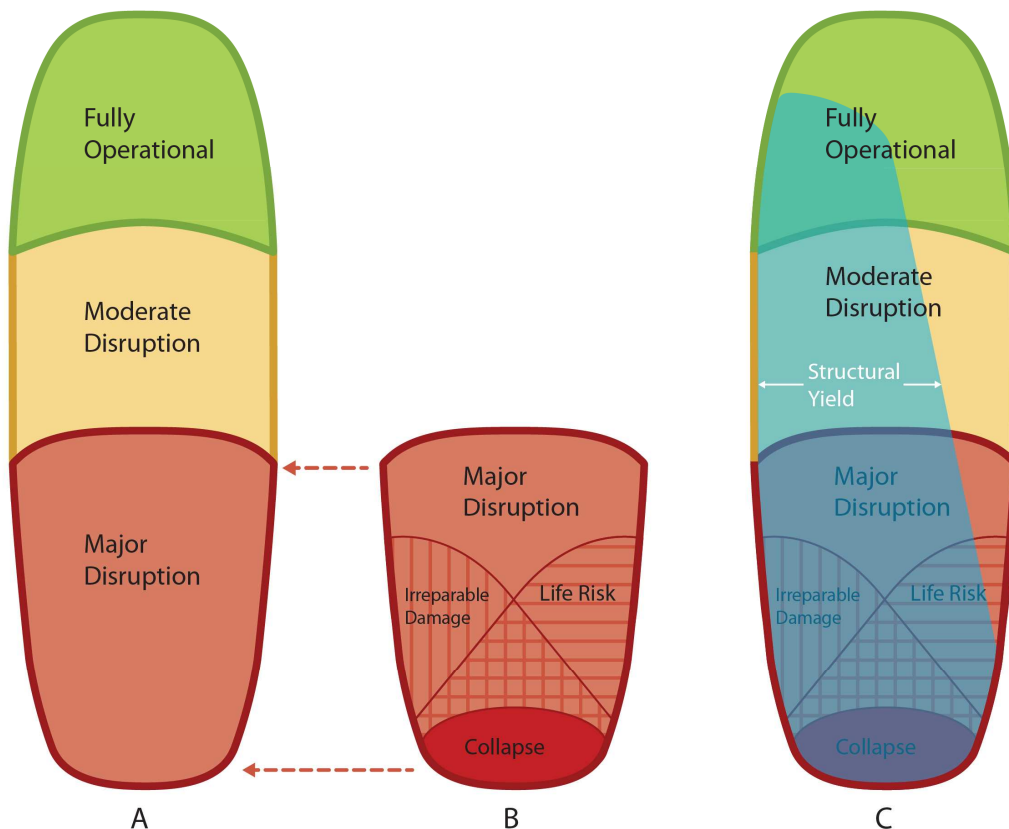 Fully
Operational
Moderate
Disruption
Major
Disruption
A
Major
Disruption
Irreparable
Damage
Life Risk
Collapse
B
Fully
Operational
Moderate
Disruption
Structural
Yield
Major
Disruption
Irreparable
Damage
Life Risk
Collapse
C